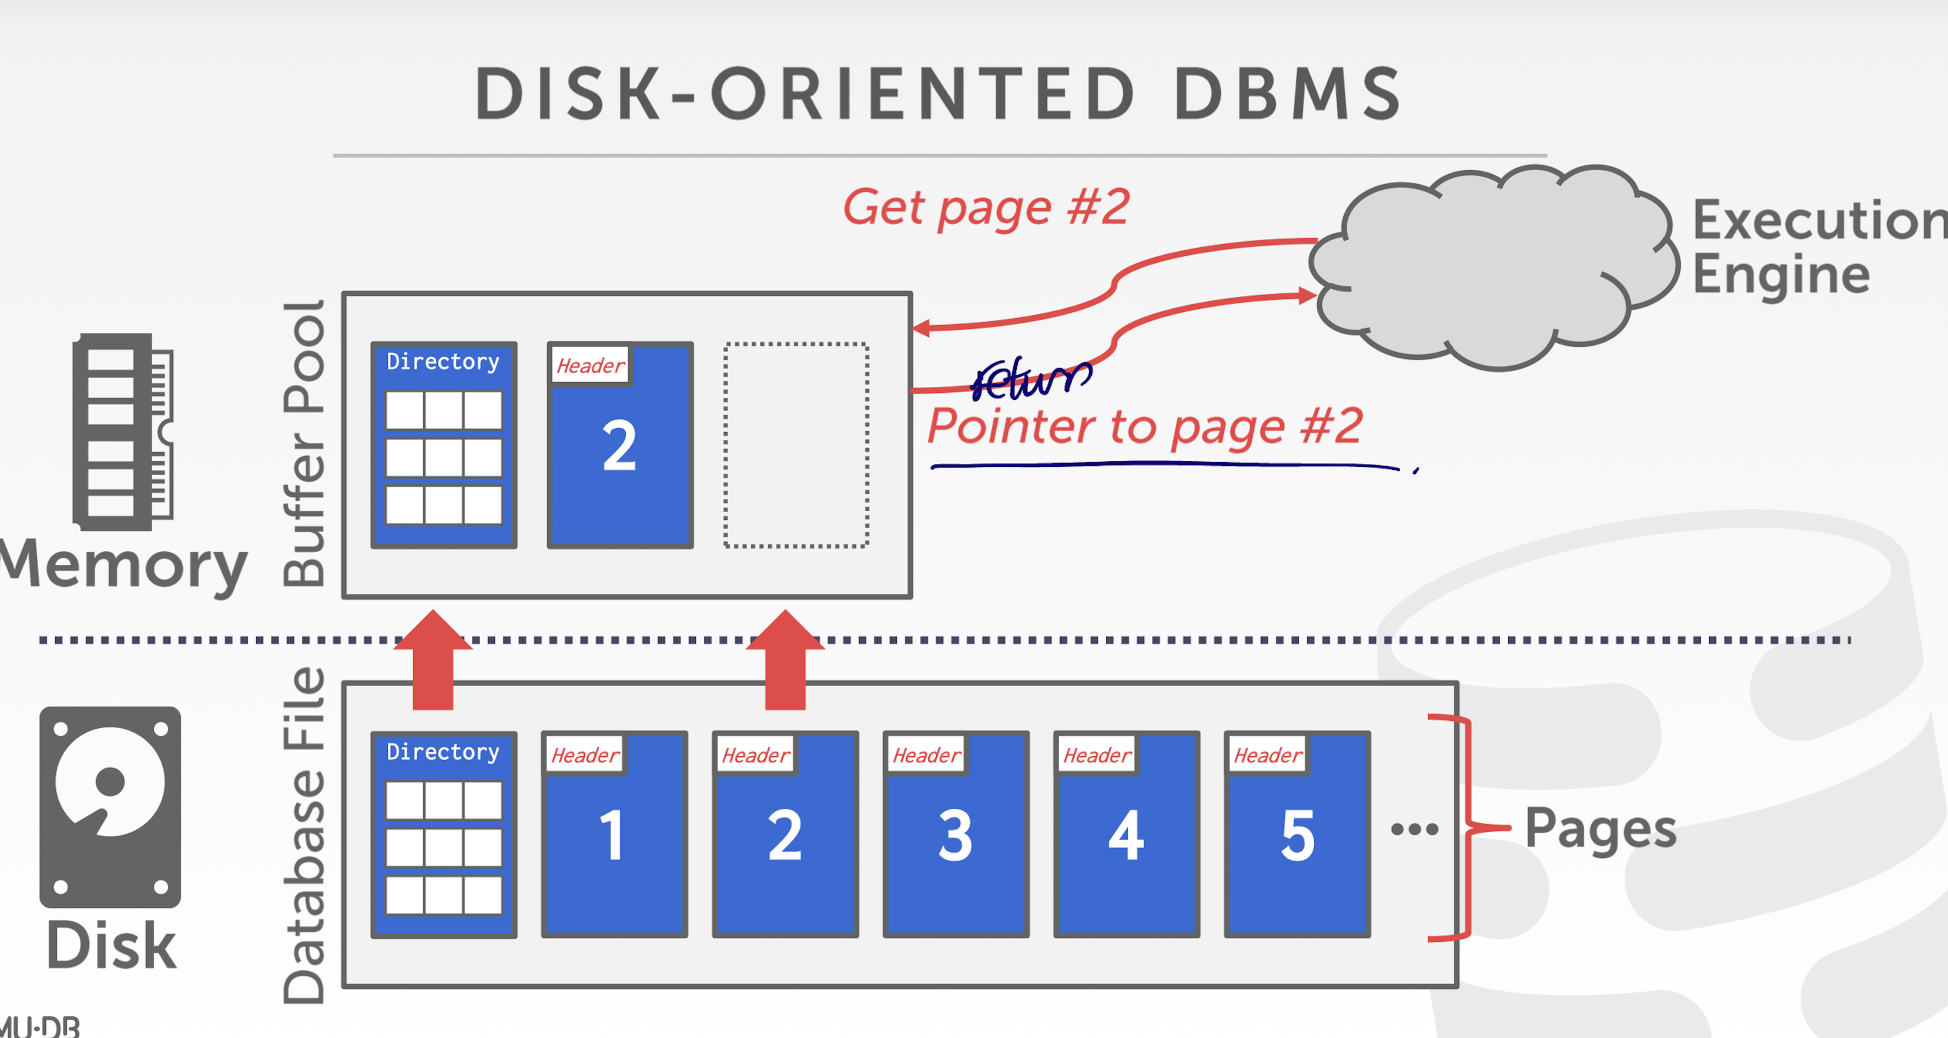 DISK-ORIENTED DBMS
Get page #2
Execution
Engine
Buffer Pool
Directory
Header
2
return
Pointer to page #2
Memory
Database File
Directory
Header
1
Header
2
Header
3
Header
4
Header
5
...
Pages
Disk
MU·DB